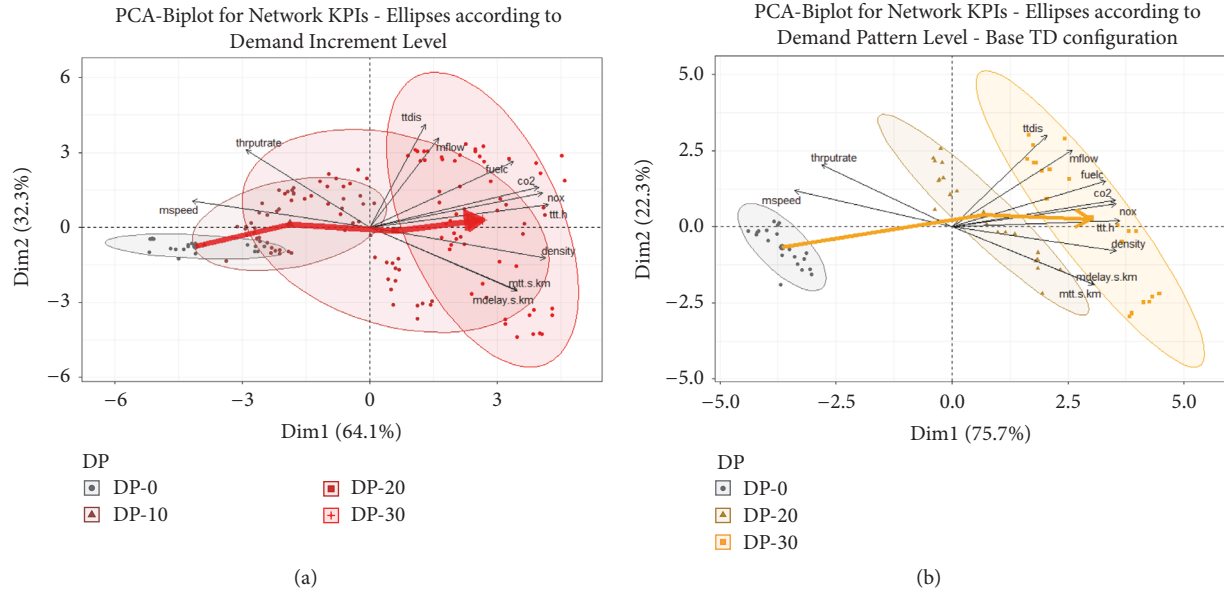 PCA-Biplot for Network KPIs - Ellipses according to
Demand Increment Level
6
3
0
−3
−6
Dim2 (32.3%)
ttdis
mflow
thrputrate
fuelc
co2
mspeed
nox
ttt.h
density
mtt.s.km
mdelay.s.km
−6
−3
0
3
Dim1 (64.1%)
DP
DP-0
DP-20
DP-10
DP-30
(a)
PCA-Biplot for Network KPIs - Ellipses according to
Demand Pattern Level - Base TD configuration
5.0
2.5
0.0
−2.5
−5.0
Dim2 (22.3%)
ttdis
mflow
thrputrate
fuelc
co2
mspeed
nox
ttt.h
density
mdelay.s.km
mtt.s.km
−5.0
−2.5
0.0
2.5
5.0
Dim1 (75.7%)
DP
DP-0
DP-20
DP-30
(b)